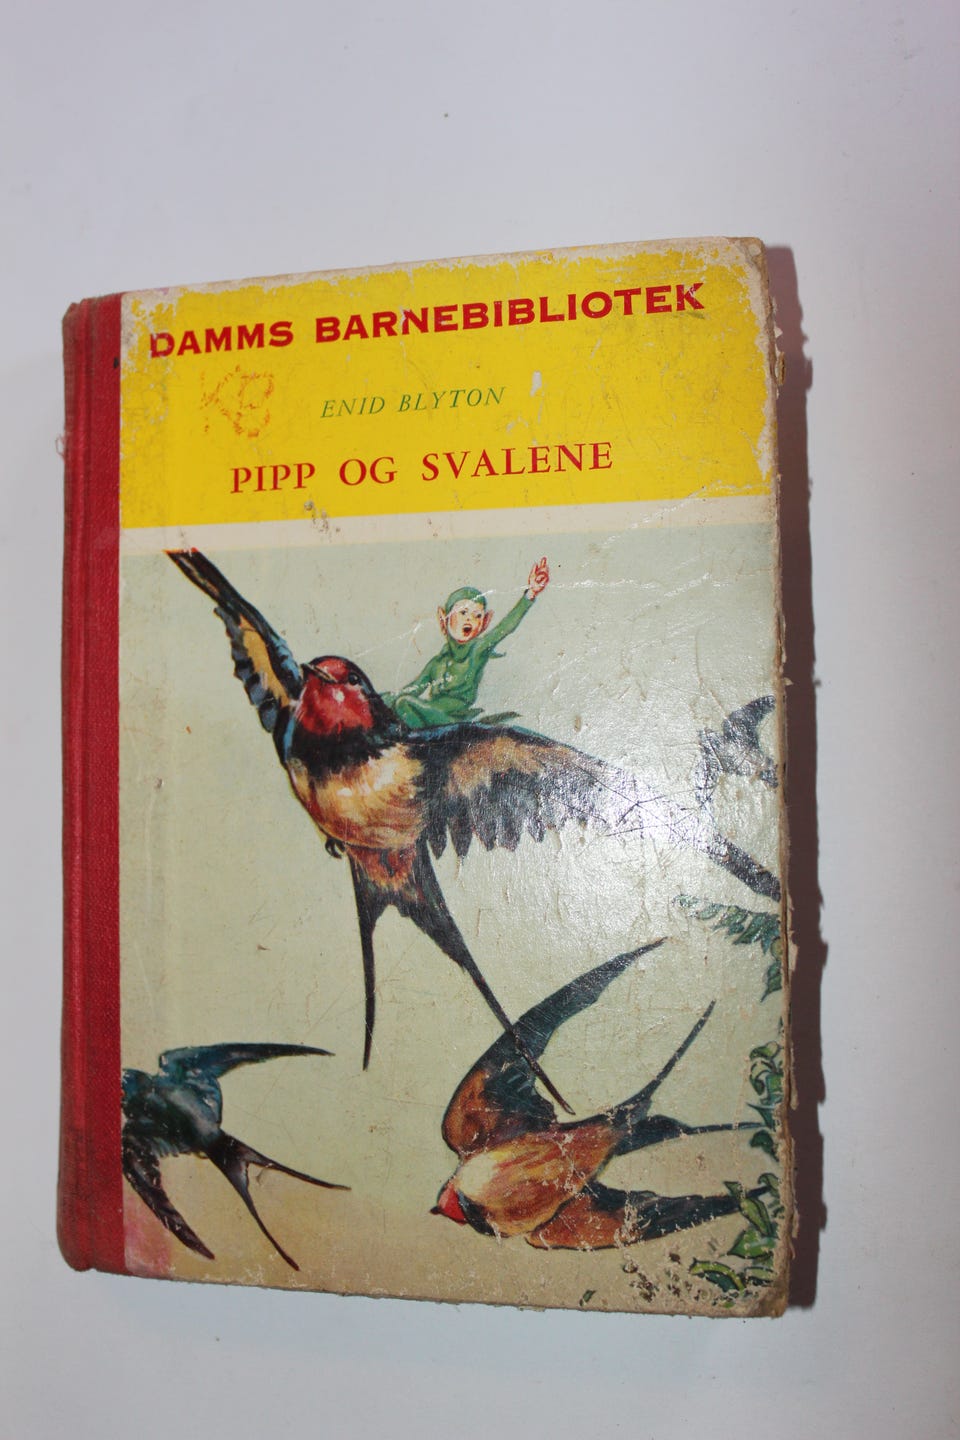 DAMMS BARNEBIBLIOTEK
ENID BLYTON
PIPP OG SVALENE